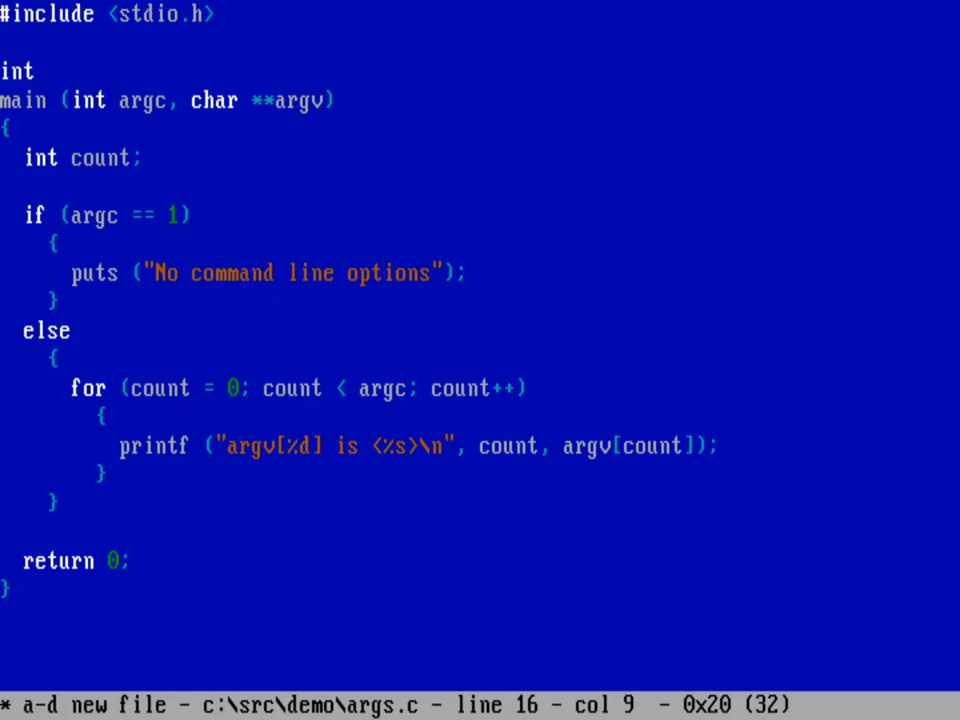 #include <stdio.h>

int
main (int argc, char **argv)
{
  int count;

  if (argc == 1)
    {
      puts ("No command line options");
    }
  else
    {
      for (count = 0; count < argc; count++)
        {
          printf ("argv[%d] is <%s>\n", count, argv[count]);
        }
    }

  return 0;
}
* a-d new file - c:\src\demo\args.c - line 16 - col 9  - 0x20 (32)